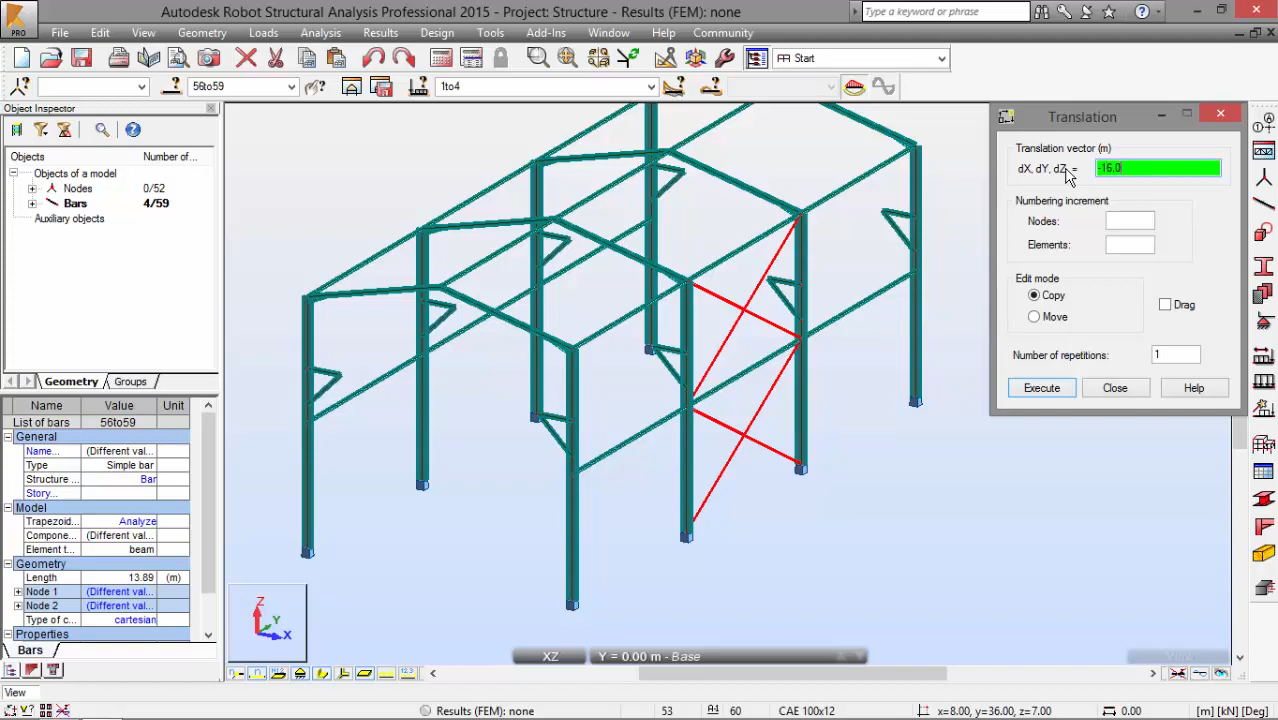 PRO
Autodesk Robot Structural Analysis Professional 2015 - Project: Structure - Results (FEM): none
Type a keyword or phrase
File Edit View Geometry Loads Analysis Results Design Tools Add-Ins Window Help Community
Start
56to59
1to4
Object Inspector
Objects Number of...
Objects of a model
Nodes 0/52
Bars 4/59
Auxiliary objects
Geometry Groups
Name Value Unit
List of bars 56to59
General
Name... (Different val...
Type Simple bar
Structure ... Bar
Story...
Model
Trapezoid... Analyze
Compone... (Different val...
Element t... beam
Geometry
Length 13.89 (m)
Node 1 (Different val...
Node 2 (Different val...
Type of c... cartesian
Properties
Bars
Z
Y
X
XZ
Y = 0.00 m - Base
Translation
Translation vector (m)
dX, dY, dZ =
-16,0
Numbering increment
Nodes:
Elements:
Edit mode
Copy
Drag
Move
Number of repetitions:
1
Execute
Close
Help
View
Results (FEM): none
53
60
CAE 100x12
x=8.00; y=36.00; z=7.00
0.00
[m] [kN] [Deg]